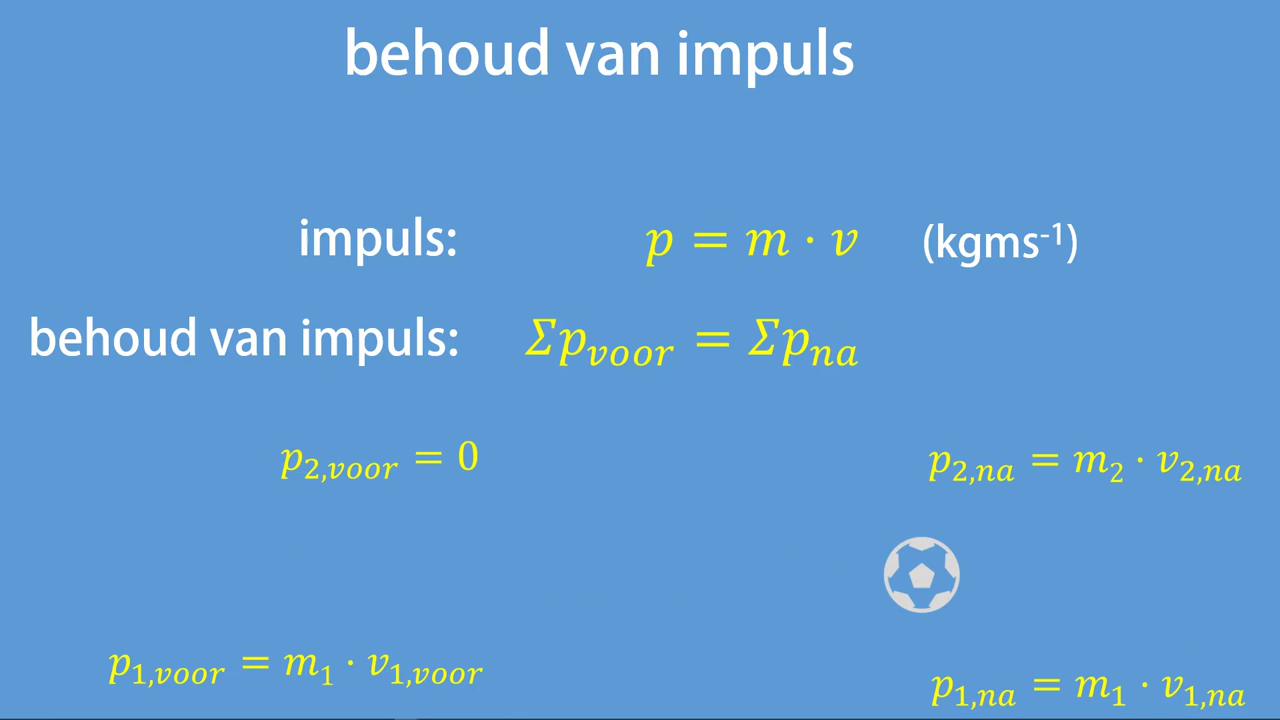 behoud van impuls
impuls: p = m · v (kgms⁻¹)
behoud van impuls: Σp_voor = Σp_na
p_2,voor = 0 p_2,na = m_2 · v_2,na
p_1,voor = m_1 · v_1,voor p_1,na = m_1 · v_1,na